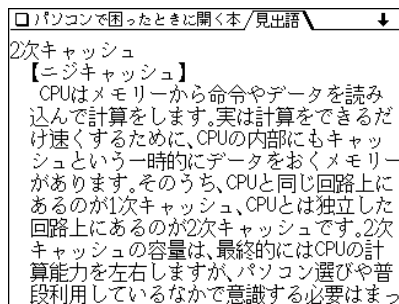 パソコンで困ったときに開く本/見出語
2次キャッシュ
【ニジキャッシュ】
CPUはメモリーから命令やデータを読み
込んで計算をします。実は計算をできるだ
け速くするために、CPUの内部にもキャッ
シュという一時的にデータをおくメモリー
があります。そのうち、CPUと同じ回路上に
あるのが1次キャッシュ、CPUとは独立した
回路上にあるのが2次キャッシュです。2次
キャッシュの容量は、最終的にはCPUの計
算能力を左右しますが、パソコン選びや普
段利用しているなかで意識する必要はまっ